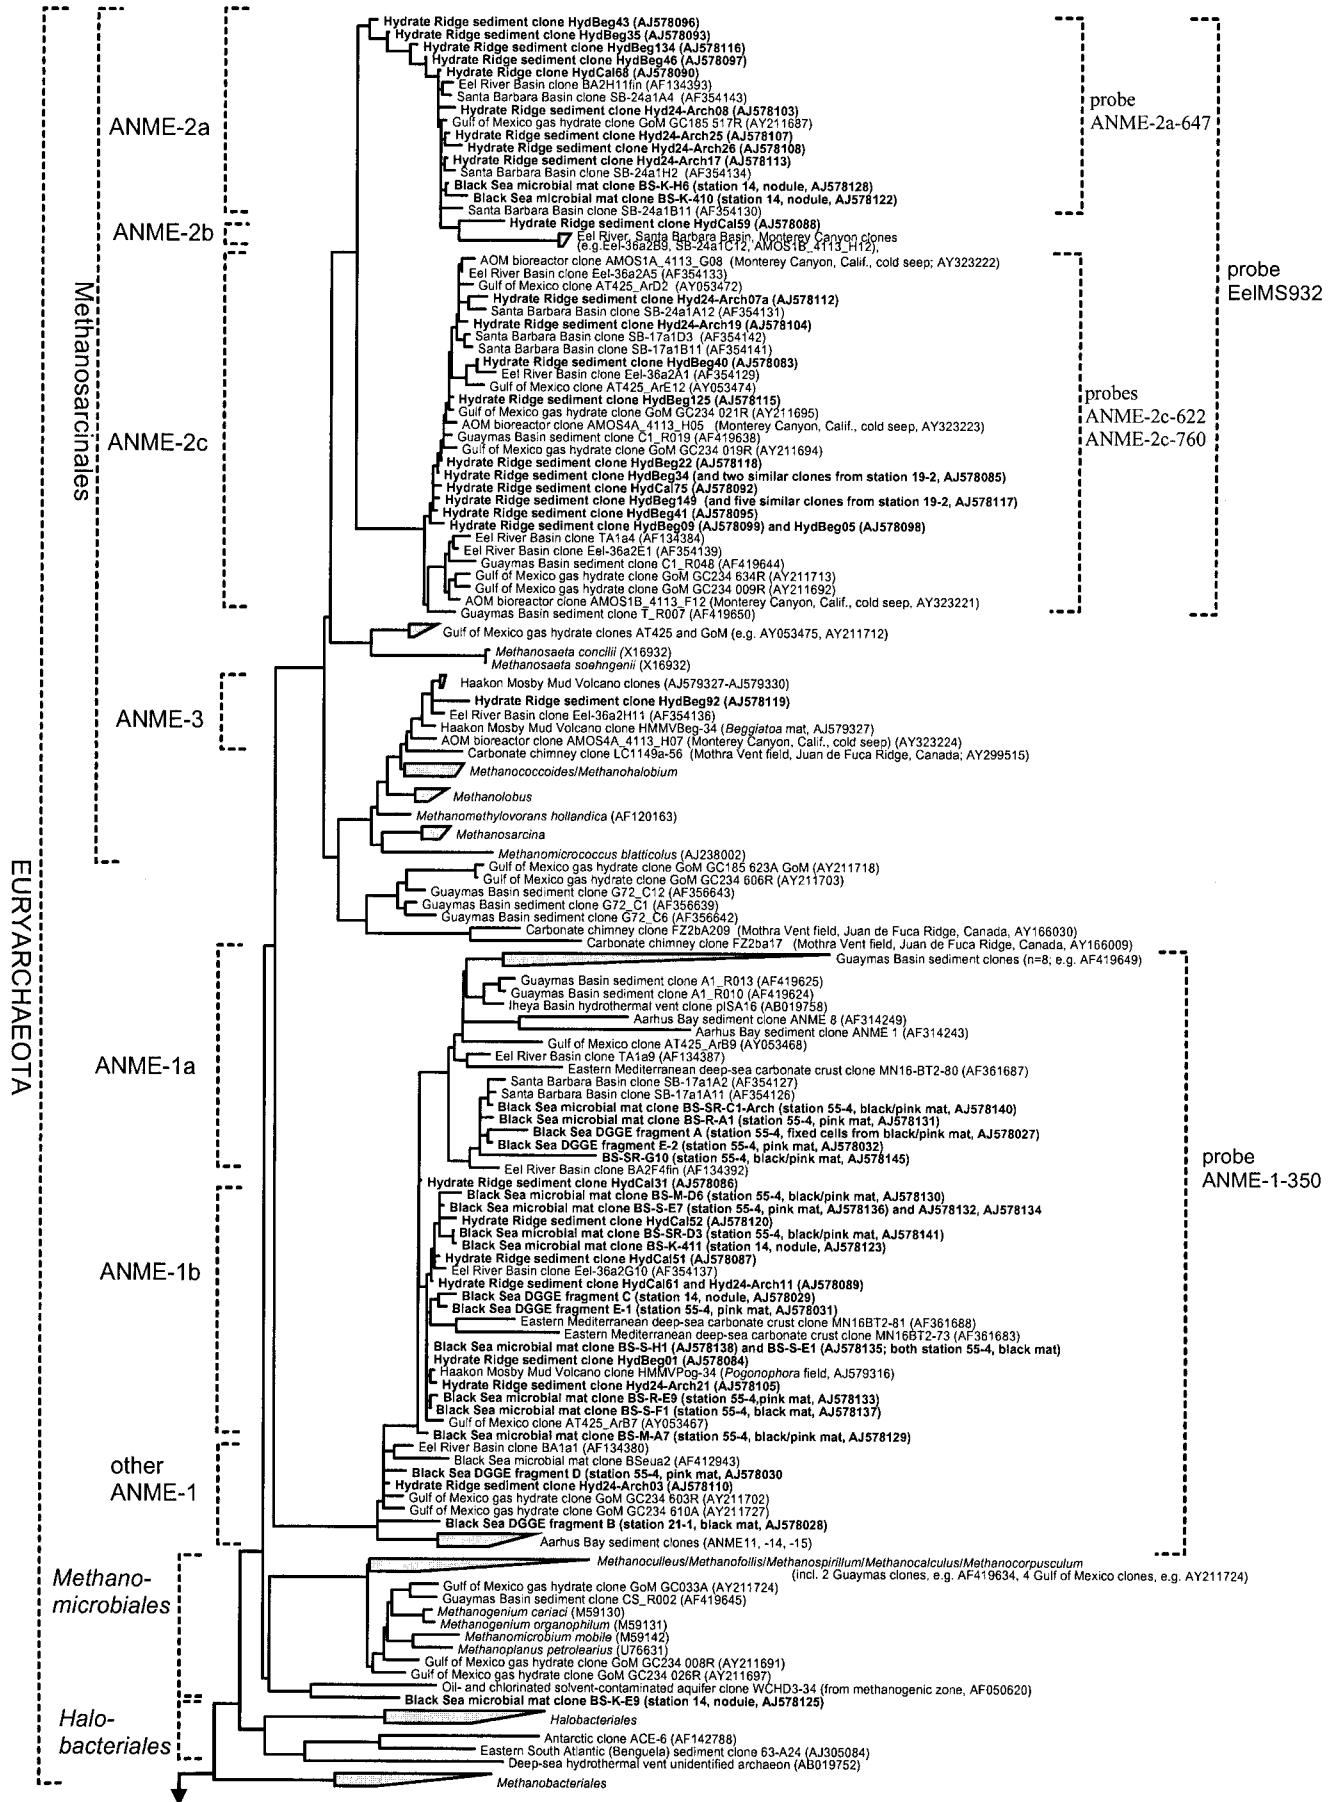 EURYARCHAEOTA
Methanosarcinales
ANME-2a
ANME-2b
ANME-2c
ANME-3
ANME-1a
ANME-1b
other
ANME-1
Methano-
microbiales
Halo-
bacteriales
Hydrate Ridge sediment clone HydBeg43 (AJ578096)
Hydrate Ridge sediment clone HydBeg35 (AJ578093)
Hydrate Ridge sediment clone HydBeg134 (AJ578116)
Hydrate Ridge sediment clone HydBeg46 (AJ578097)
Hydrate Ridge clone HydCal68 (AJ578090)
Eel River Basin clone BA2H11fin (AF134393)
Santa Barbara Basin clone SB-24a1A4 (AF354143)
Hydrate Ridge sediment clone Hyd24-Arch08 (AJ578103)
Gulf of Mexico gas hydrate clone GoM GC185 517R (AY211687)
Hydrate Ridge sediment clone Hyd24-Arch25 (AJ578107)
Hydrate Ridge sediment clone Hyd24-Arch26 (AJ578108)
Hydrate Ridge sediment clone Hyd24-Arch17 (AJ578113)
Santa Barbara Basin clone SB-24a1H2 (AF354134)
Black Sea microbial mat clone BS-K-H6 (station 14, nodule, AJ578128)
Black Sea microbial mat clone BS-K-410 (station 14, nodule, AJ578122)
Santa Barbara Basin clone SB-24a1B11 (AF354130)
Hydrate Ridge sediment clone HydCal59 (AJ578088)
Eel River, Santa Barbara Basin, Monterey Canyon clones
(e.g.Eel-36a2B9, SB-24a1C12, AMOS1B_4113_H12),
AOM bioreactor clone AMOS1A_4113_G08 (Monterey Canyon, Calif., cold seep; AY323222)
Eel River Basin clone Eel-36a2A5 (AF354133)
Gulf of Mexico clone AT425_ArD2 (AY053472)
Hydrate Ridge sediment clone Hyd24-Arch07a (AJ578112)
Santa Barbara Basin clone SB-24a1A12 (AF354131)
Hydrate Ridge sediment clone Hyd24-Arch19 (AJ578104)
Santa Barbara Basin clone SB-17a1D3 (AF354142)
Santa Barbara Basin clone SB-17a1B11 (AF354141)
Hydrate Ridge sediment clone HydBeg40 (AJ578083)
Eel River Basin clone Eel-36a2A1 (AF354129)
Gulf of Mexico clone AT425_ArE12 (AY053474)
Hydrate Ridge sediment clone HydBeg125 (AJ578115)
Gulf of Mexico gas hydrate clone GoM GC234 021R (AY211695)
AOM bioreactor clone AMOS4A_4113_H05 (Monterey Canyon, Calif., cold seep, AY323223)
Guaymas Basin sediment clone C1_R019 (AF419638)
Gulf of Mexico gas hydrate clone GoM GC234 019R (AY211694)
Hydrate Ridge sediment clone HydBeg22 (AJ578118)
Hydrate Ridge sediment clone HydBeg34 (and two similar clones from station 19-2, AJ578085)
Hydrate Ridge sediment clone HydCal75 (AJ578092)
Hydrate Ridge sediment clone HydBeg149 (and five similar clones from station 19-2, AJ578117)
Hydrate Ridge sediment clone HydBeg41 (AJ578095)
Hydrate Ridge sediment clone HydBeg09 (AJ578099) and HydBeg05 (AJ578098)
Eel River Basin clone TA1a4 (AF134384)
Eel River Basin clone Eel-36a2E1 (AF354139)
Guaymas Basin sediment clone C1_R048 (AF419644)
Gulf of Mexico gas hydrate clone GoM GC234 634R (AY211713)
Gulf of Mexico gas hydrate clone GoM GC234 009R (AY211692)
AOM bioreactor clone AMOS1B_4113_F12 (Monterey Canyon, Calif., cold seep, AY323221)
Guaymas Basin sediment clone T_R007 (AF419650)
Gulf of Mexico gas hydrate clones AT425 and GoM (e.g. AY053475, AY211712)
Methanosaeta concilii (X16932)
Methanosaeta soehngenii (X16932)
Haakon Mosby Mud Volcano clones (AJ579327-AJ579330)
Hydrate Ridge sediment clone HydBeg92 (AJ578119)
Eel River Basin clone Eel-36a2H11 (AF354136)
Haakon Mosby Mud Volcano clone HMMVBeg-34 (Beggiatoa mat, AJ579327)
AOM bioreactor clone AMOS4A_4113_H07 (Monterey Canyon, Calif., cold seep) (AY323224)
Carbonate chimney clone LC1149a-56 (Mothra Vent field, Juan de Fuca Ridge, Canada; AY299515)
Methanococcoides/Methanohalobium
Methanolobus
Methanomethylovorans hollandica (AF120163)
Methanosarcina
Methanomicrococcus blatticolus (AJ238002)
Gulf of Mexico gas hydrate clone GoM GC185 623A GoM (AY211718)
Gulf of Mexico gas hydrate clone GoM GC234 606R (AY211703)
Guaymas Basin sediment clone G72_C12 (AF356643)
Guaymas Basin sediment clone G72_C1 (AF356639)
Guaymas Basin sediment clone G72_C6 (AF356642)
Carbonate chimney clone FZ2bA209 (Mothra Vent field, Juan de Fuca Ridge, Canada, AY166030)
Carbonate chimney clone FZ2ba17 (Mothra Vent field, Juan de Fuca Ridge, Canada, AY166009)
Guaymas Basin sediment clones (n=8; e.g. AF419649)
Guaymas Basin sediment clone A1_R013 (AF419625)
Guaymas Basin sediment clone A1_R010 (AF419624)
Iheya Basin hydrothermal vent clone pISA16 (AB019758)
Aarhus Bay sediment clone ANME 8 (AF314249)
Aarhus Bay sediment clone ANME 1 (AF314243)
Gulf of Mexico clone AT425_ArB9 (AY053468)
Eel River Basin clone TA1a9 (AF134387)
Eastern Mediterranean deep-sea carbonate crust clone MN16-BT2-80 (AF361687)
Santa Barbara Basin clone SB-17a1A2 (AF354127)
Santa Barbara Basin clone SB-17a1A11 (AF354126)
Black Sea microbial mat clone BS-SR-C1-Arch (station 55-4, black/pink mat, AJ578140)
Black Sea microbial mat clone BS-R-A1 (station 55-4, pink mat, AJ578131)
Black Sea DGGE fragment A (station 55-4, fixed cells from black/pink mat, AJ578027)
Black Sea DGGE fragment E-2 (station 55-4, pink mat, AJ578032)
BS-SR-G10 (station 55-4, black/pink mat, AJ578145)
Eel River Basin clone BA2F4fin (AF134392)
Hydrate Ridge sediment clone HydCal31 (AJ578086)
Black Sea microbial mat clone BS-M-D6 (station 55-4, black/pink mat, AJ578130)
Black Sea microbial mat clone BS-S-E7 (station 55-4, pink mat, AJ578136) and AJ578132, AJ578134
Hydrate Ridge sediment clone HydCal52 (AJ578120)
Black Sea microbial mat clone BS-SR-D3 (station 55-4, black/pink mat, AJ578141)
Black Sea microbial mat clone BS-K-411 (station 14, nodule, AJ578123)
Hydrate Ridge sediment clone HydCal51 (AJ578087)
Eel River Basin clone Eel-36a2G10 (AF354137)
Hydrate Ridge sediment clone HydCal61 and Hyd24-Arch11 (AJ578089)
Black Sea DGGE fragment C (station 14, nodule, AJ578029)
Black Sea DGGE fragment E-1 (station 55-4, pink mat, AJ578031)
Eastern Mediterranean deep-sea carbonate crust clone MN16BT2-81 (AF361688)
Eastern Mediterranean deep-sea carbonate crust clone MN16BT2-73 (AF361683)
Black Sea microbial mat clone BS-S-H1 (AJ578138) and BS-S-E1 (AJ578135; both station 55-4, black mat)
Hydrate Ridge sediment clone HydBeg01 (AJ578084)
Haakon Mosby Mud Volcano clone HMMVPog-34 (Pogonophora field, AJ579316)
Hydrate Ridge sediment clone Hyd24-Arch21 (AJ578105)
Black Sea microbial mat clone BS-R-E9 (station 55-4,pink mat, AJ578133)
Black Sea microbial mat clone BS-S-F1 (station 55-4, black mat, AJ578137)
Gulf of Mexico clone AT425_ArB7 (AY053467)
Black Sea microbial mat clone BS-M-A7 (station 55-4, black/pink mat, AJ578129)
Eel River Basin clone BA1a1 (AF134380)
Black Sea microbial mat clone BSeua2 (AF412943)
Black Sea DGGE fragment D (station 55-4, pink mat, AJ578030
Hydrate Ridge sediment clone Hyd24-Arch03 (AJ578110)
Gulf of Mexico gas hydrate clone GoM GC234 603R (AY211702)
Gulf of Mexico gas hydrate clone GoM GC234 610A (AY211727)
Black Sea DGGE fragment B (station 21-1, black mat, AJ578028)
Aarhus Bay sediment clones (ANME11, -14, -15)
Methanoculleus/Methanofollis/Methanospirillum/Methanocalculus/Methanocorpusculum
(incl. 2 Guaymas clones, e.g. AF419634, 4 Gulf of Mexico clones, e.g. AY211724)
Gulf of Mexico gas hydrate clone GoM GC033A (AY211724)
Guaymas Basin sediment clone CS_R002 (AF419645)
Methanogenium cariaci (M59130)
Methanogenium organophilum (M59131)
Methanomicrobium mobile (M59142)
Methanoplanus petrolearius (U76631)
Gulf of Mexico gas hydrate clone GoM GC234 008R (AY211691)
Gulf of Mexico gas hydrate clone GoM GC234 026R (AY211697)
Oil- and chlorinated solvent-contaminated aquifer clone WCHD3-34 (from methanogenic zone, AF050620)
Black Sea microbial mat clone BS-K-E9 (station 14, nodule, AJ578125)
Halobacteriales
Antarctic clone ACE-6 (AF142788)
Eastern South Atlantic (Benguela) sediment clone 63-A24 (AJ305084)
Deep-sea hydrothermal vent unidentified archaeon (AB019752)
Methanobacteriales
probe
ANME-2a-647
probe
EelMS932
probes
ANME-2c-622
ANME-2c-760
probe
ANME-1-350